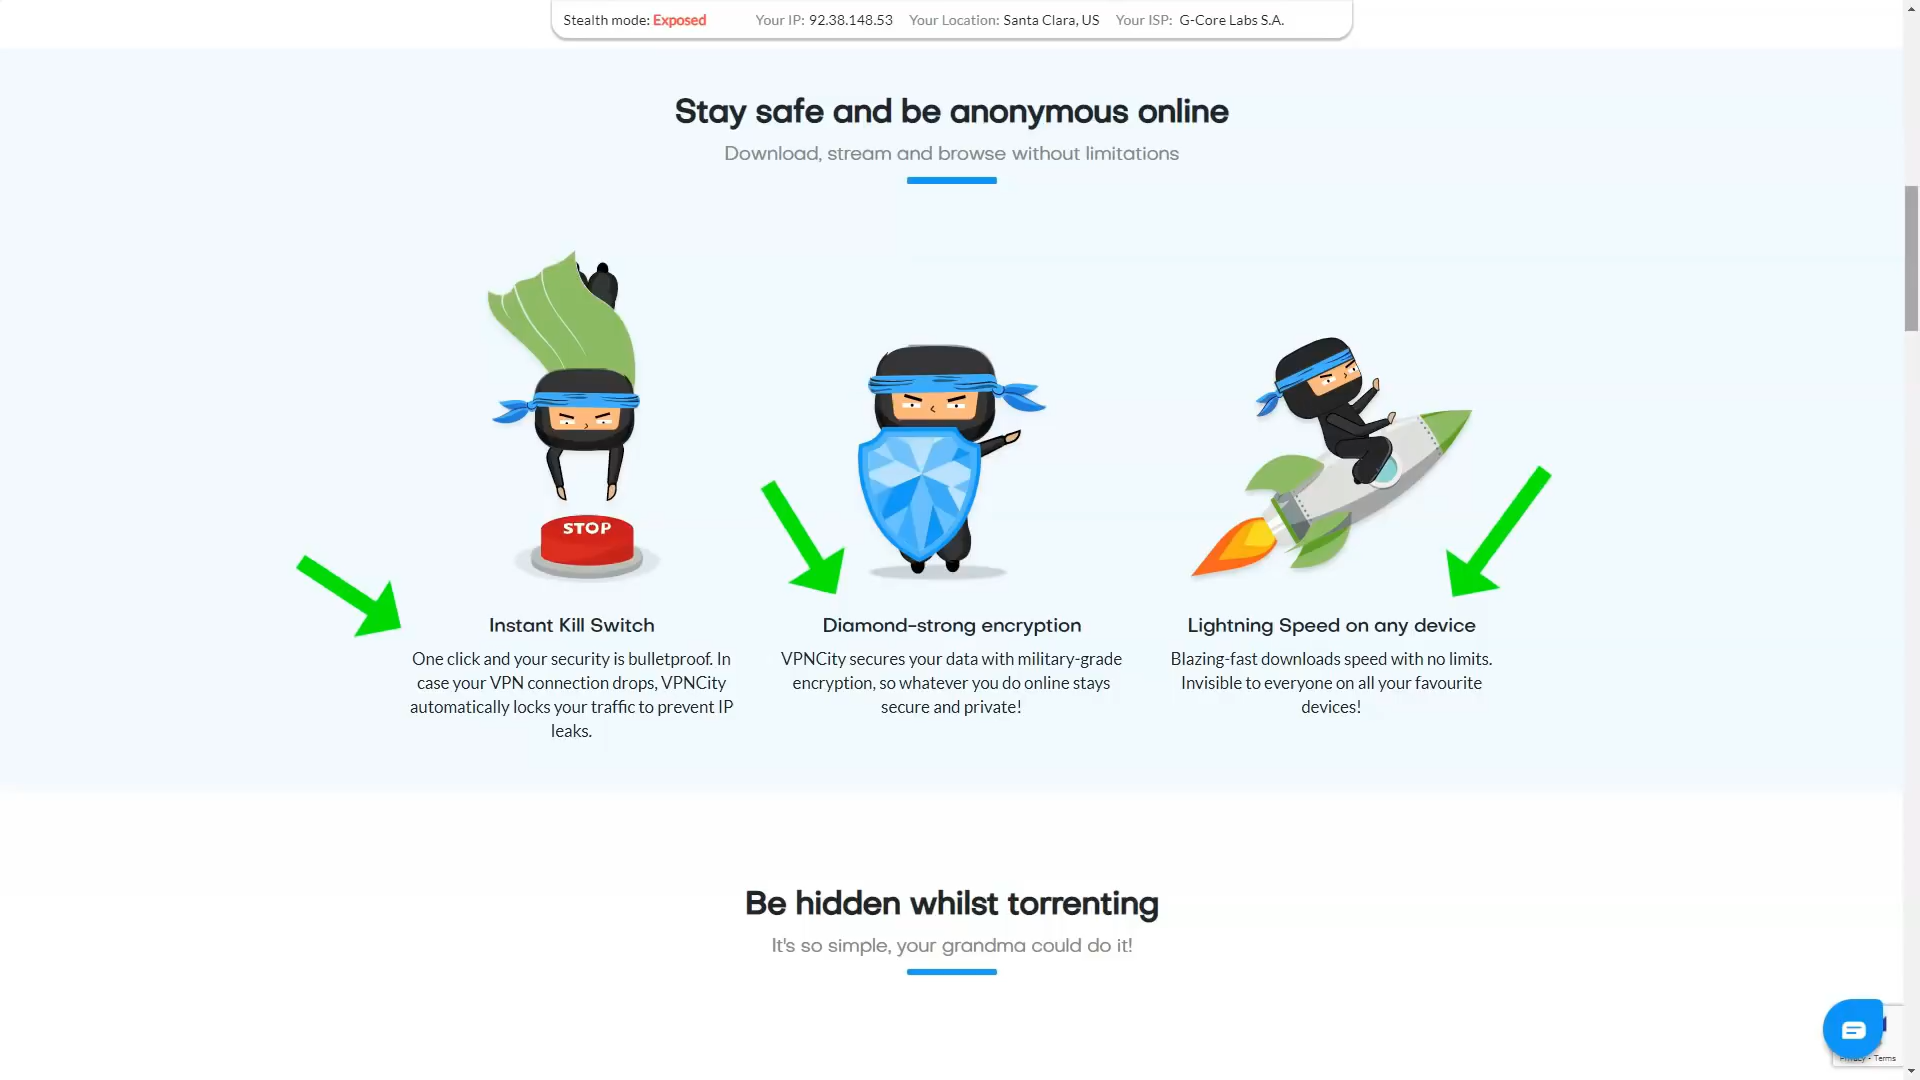 Stealth mode: Exposed Your IP: 92.38.148.53 Your Location: Santa Clara, US Your ISP: G-Core Labs S.A.
Stay safe and be anonymous online
Download, stream and browse without limitations
STOP
Instant Kill Switch
One click and your security is bulletproof. In
case your VPN connection drops, VPNCity
automatically locks your traffic to prevent IP
leaks.
Diamond-strong encryption
VPNCity secures your data with military-grade
encryption, so whatever you do online stays
secure and private!
Lightning Speed on any device
Blazing-fast downloads speed with no limits.
Invisible to everyone on all your favourite
devices!
Be hidden whilst torrenting
It's so simple, your grandma could do it!
Privacy - Terms